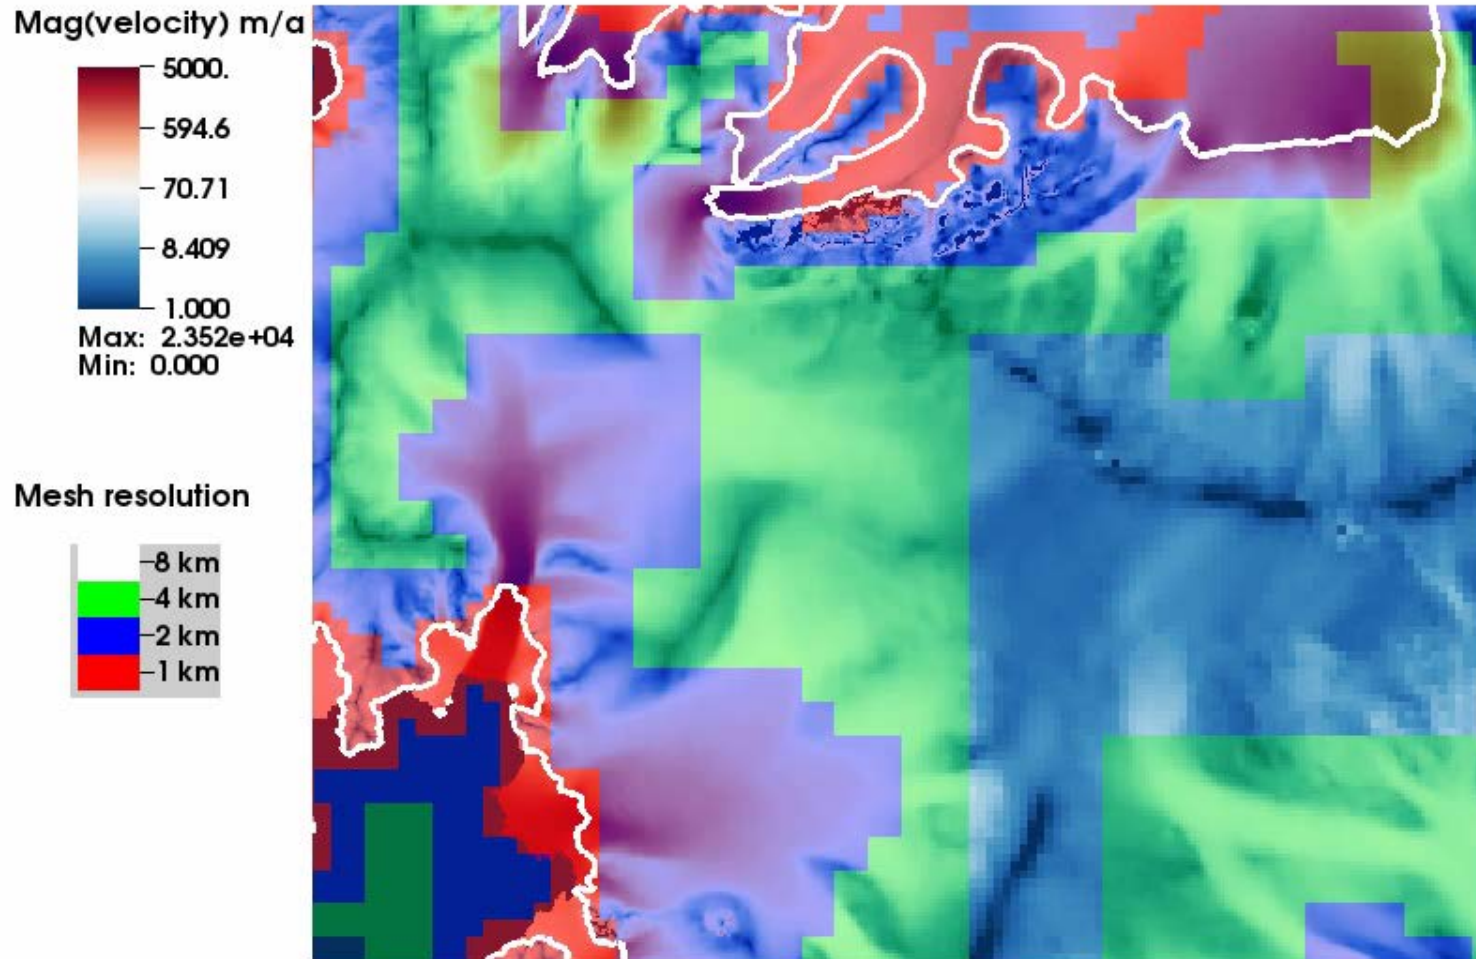 Mag(velocity) m/a
5000.
594.6
70.71
8.409
1.000
Max: 2.352e+04
Min: 0.000
Mesh resolution
8 km
4 km
2 km
1 km